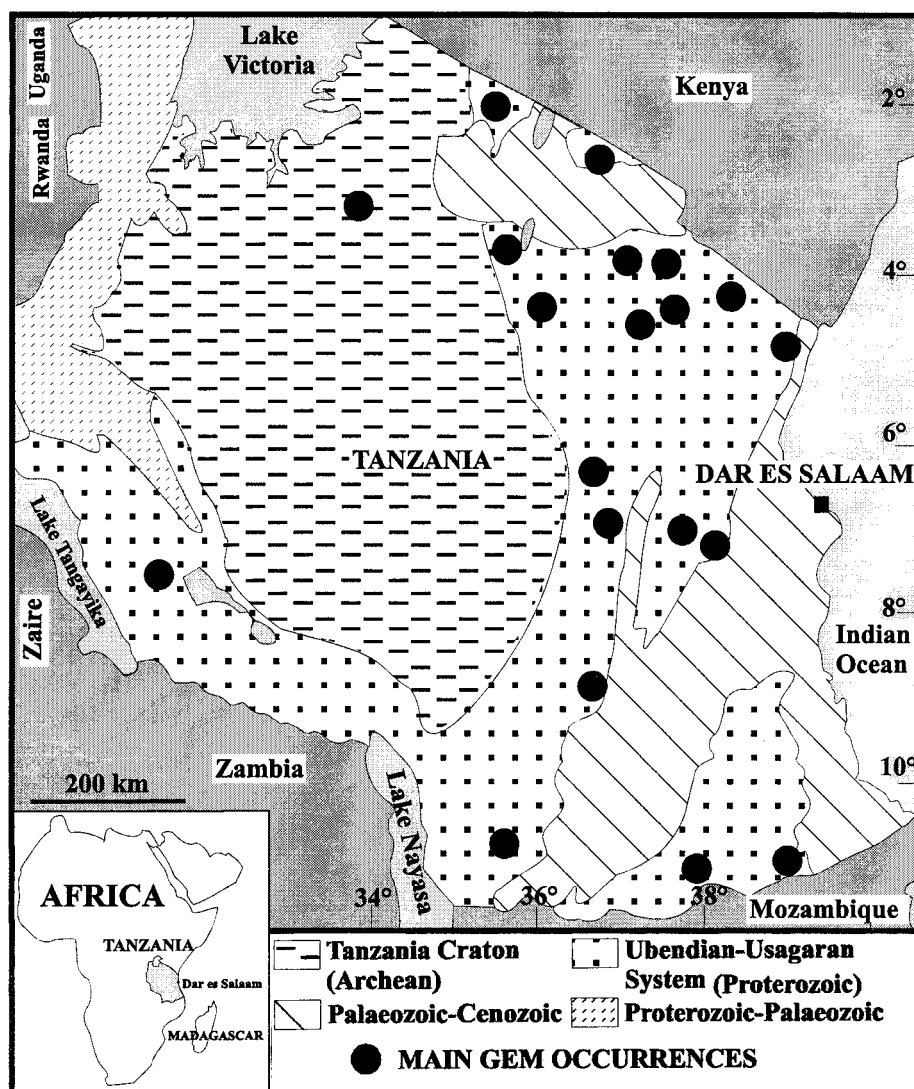 Lake
Victoria
Uganda
Rwanda
Kenya
2°
4°
TANZANIA
6°
DAR ES SALAAM
Lake Tangayika
Zaire
8°
Indian
Ocean
Zambia
10°
200 km
Lake Nayasa
34°
36°
38°
Mozambique
AFRICA
TANZANIA
Dar es Salaam
MADAGASCAR
Tanzania Craton
(Archean)
Ubendian-Usagaran
System (Proterozoic)
Palaeozoic-Cenozoic
Proterozoic-Palaeozoic
MAIN GEM OCCURRENCES